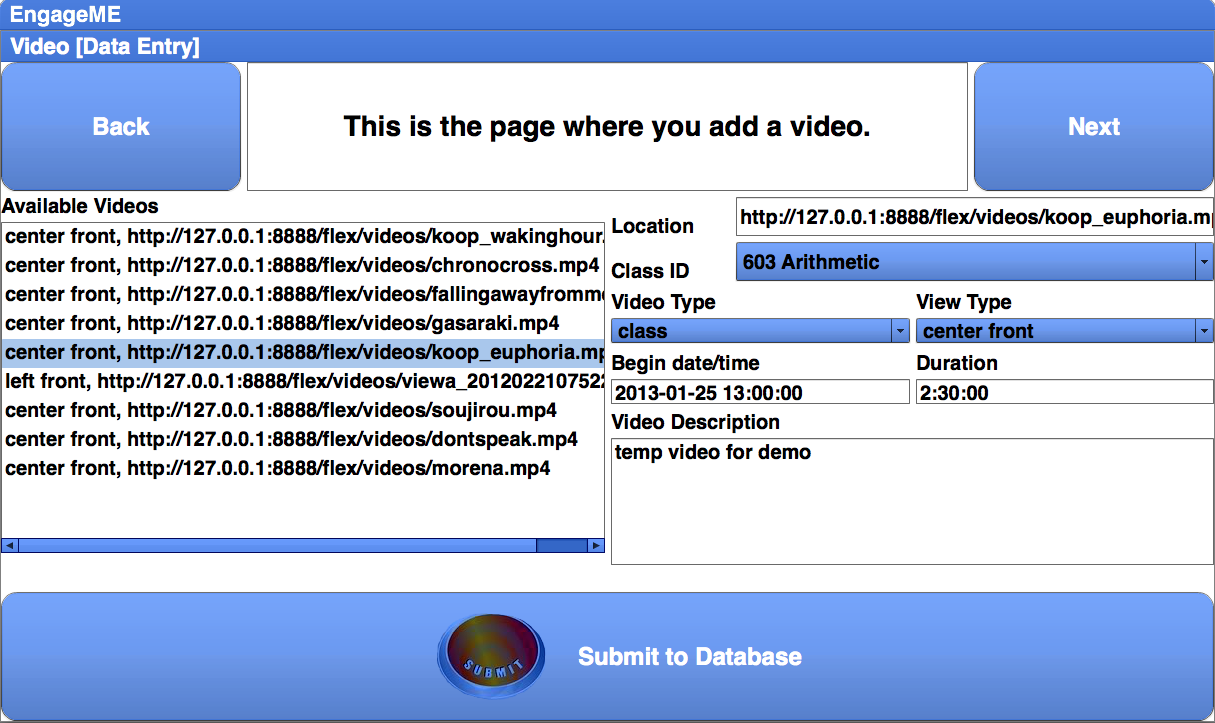 EngageME
Video [Data Entry]
Back
This is the page where you add a video.
Next
Available Videos
center front, http://127.0.0.1:8888/flex/videos/koop_wakinghour.
center front, http://127.0.0.1:8888/flex/videos/chronocross.mp4
center front, http://127.0.0.1:8888/flex/videos/fallingawayfromme
center front, http://127.0.0.1:8888/flex/videos/gasaraki.mp4
center front, http://127.0.0.1:8888/flex/videos/koop_euphoria.mp
left front, http://127.0.0.1:8888/flex/videos/viewa_2012022107522
center front, http://127.0.0.1:8888/flex/videos/soujirou.mp4
center front, http://127.0.0.1:8888/flex/videos/dontspeak.mp4
center front, http://127.0.0.1:8888/flex/videos/morena.mp4
Location
http://127.0.0.1:8888/flex/videos/koop_euphoria.mp
Class ID
603 Arithmetic
Video Type
View Type
class
center front
Begin date/time
Duration
2013-01-25 13:00:00
2:30:00
Video Description
temp video for demo
SUBMIT
Submit to Database